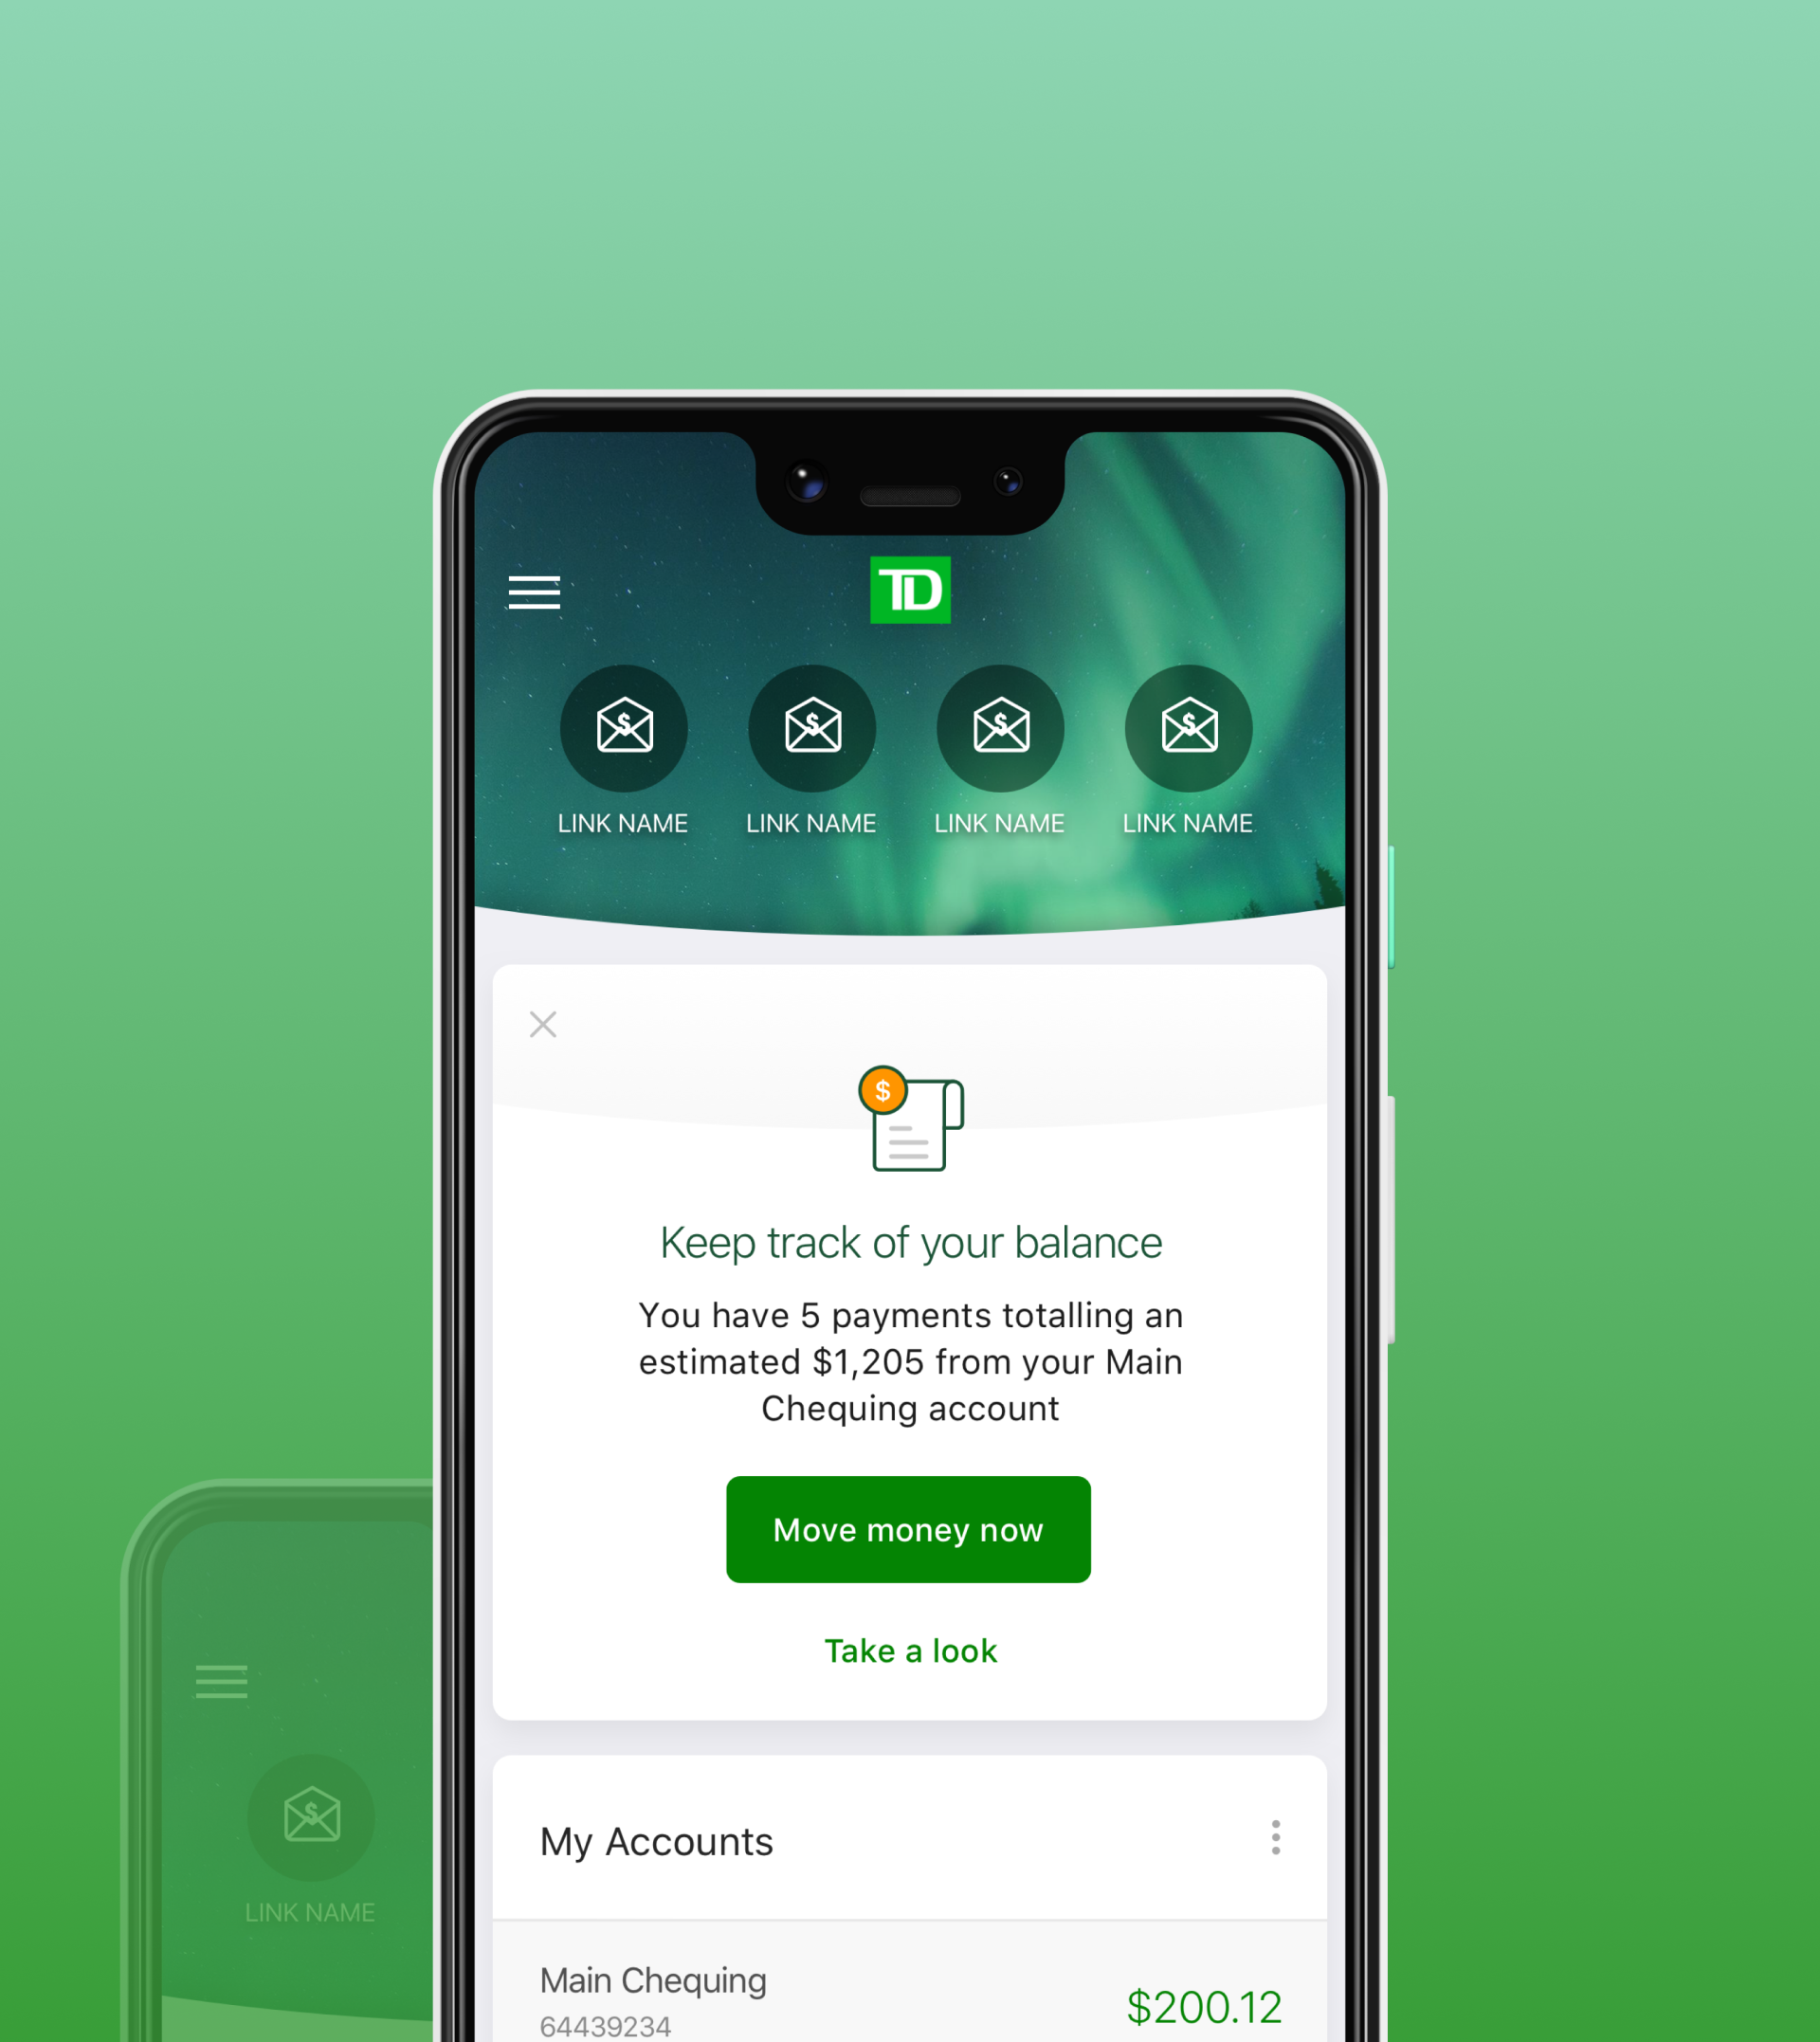 TD
LINK NAME LINK NAME LINK NAME LINK NAME
$
Keep track of your balance
You have 5 payments totalling an
estimated $1,205 from your Main
Chequing account
Move money now
Take a look
My Accounts
Main Chequing
$200.12
64439234
LINK NAME